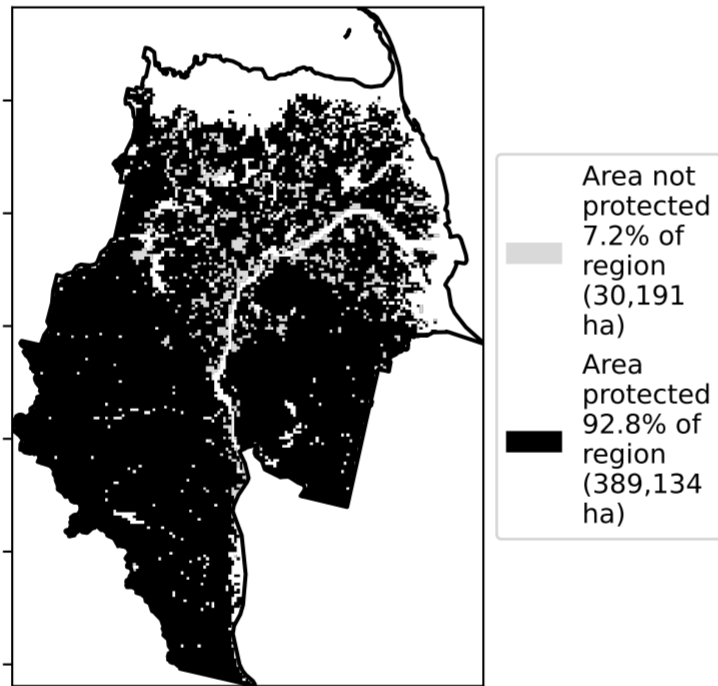 Area not
protected
7.2% of
region
(30,191
ha)
Area
protected
92.8% of
region
(389,134
ha)